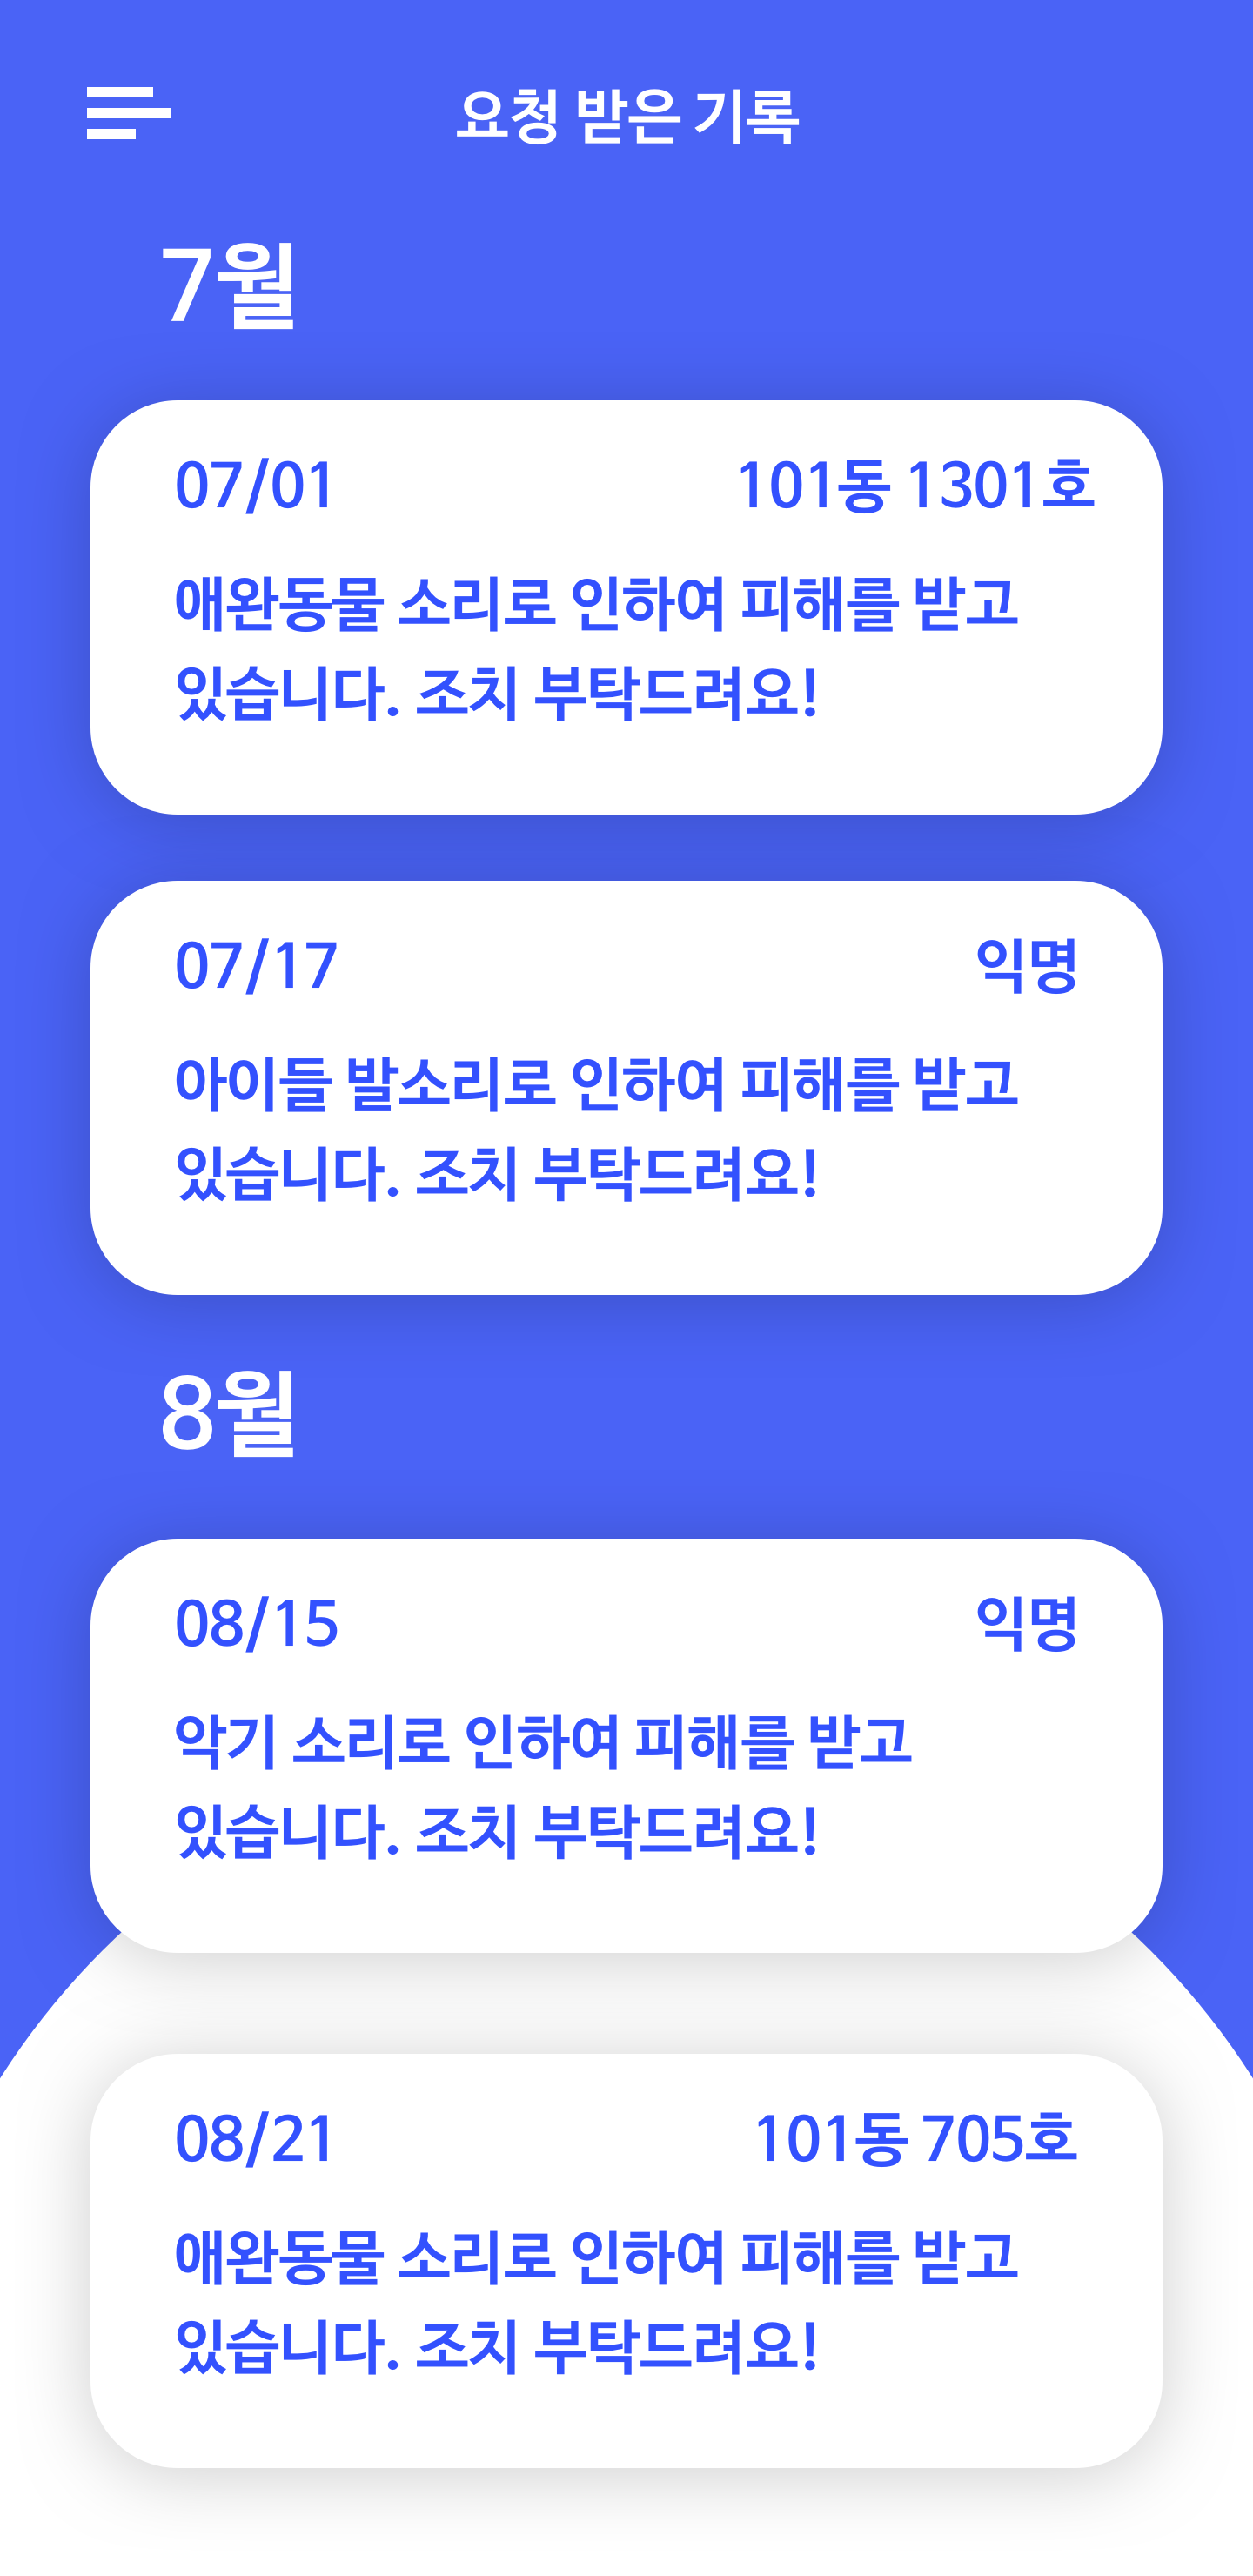 요청 받은 기록
7월
07/01 101동 1301호
애완동물 소리로 인하여 피해를 받고
있습니다. 조치 부탁드려요!
07/17 익명
아이들 발소리로 인하여 피해를 받고
있습니다. 조치 부탁드려요!
8월
08/15 익명
악기 소리로 인하여 피해를 받고
있습니다. 조치 부탁드려요!
08/21 101동 705호
애완동물 소리로 인하여 피해를 받고
있습니다. 조치 부탁드려요!